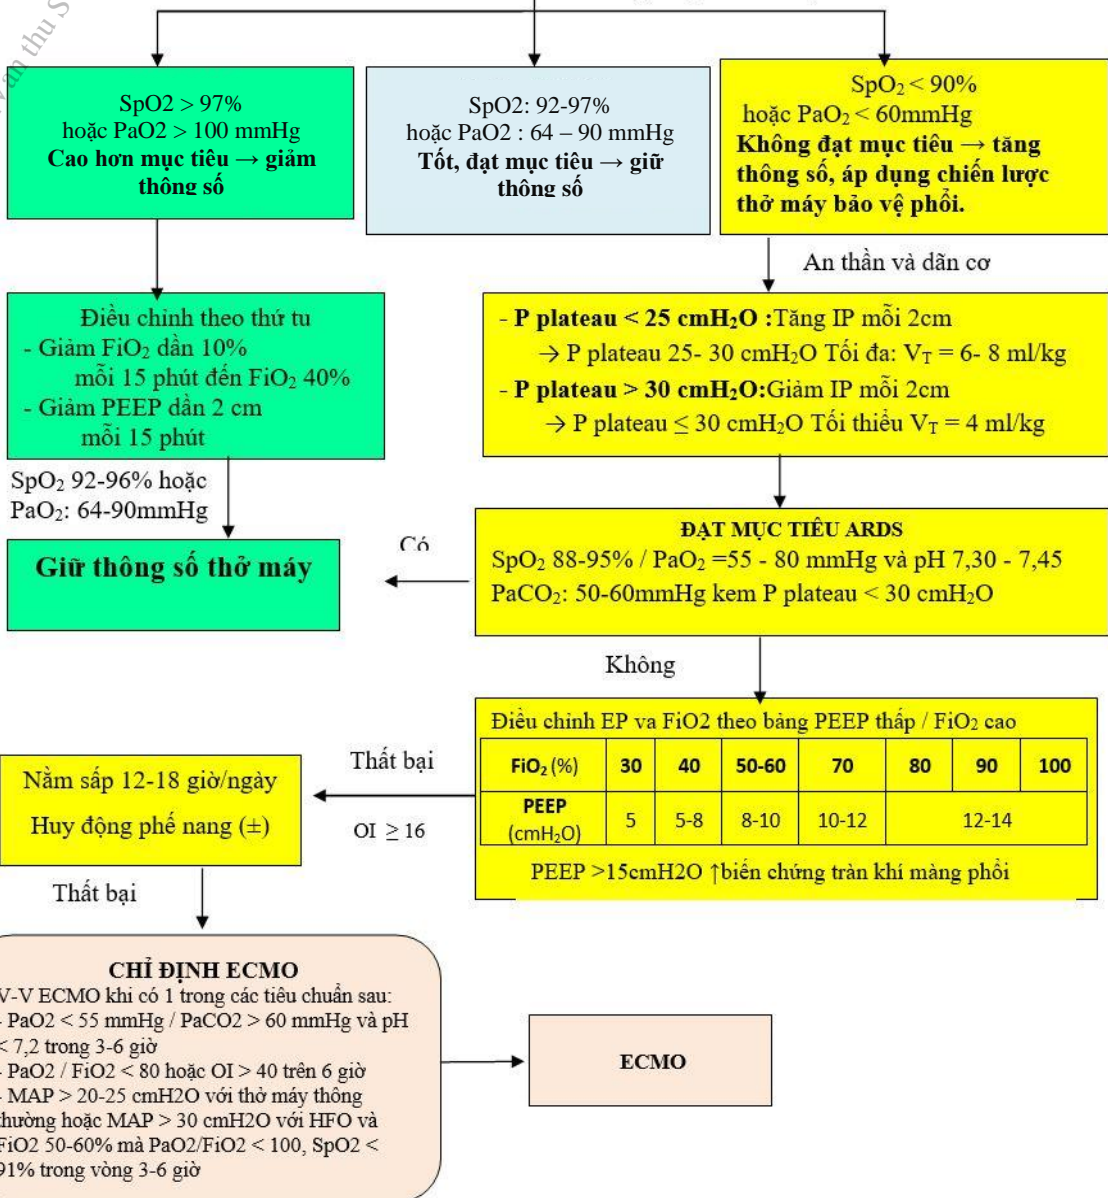 SpO2 > 97%
hoặc PaO2 > 100 mmHg
Cao hơn mục tiêu → giảm
thông số
SpO2: 92-97%
hoặc PaO2 : 64 – 90 mmHg
Tốt, đạt mục tiêu → giữ
thông số
SpO₂ < 90%
hoặc PaO₂ < 60mmHg
Không đạt mục tiêu → tăng
thông số, áp dụng chiến lược
thở máy bảo vệ phổi.
An thần và dãn cơ
Điều chỉnh theo thứ tu
- Giảm FiO₂ dần 10%
mỗi 15 phút đến FiO₂ 40%
- Giảm PEEP dần 2 cm
mỗi 15 phút
- P plateau < 25 cmH₂O :Tăng IP mỗi 2cm
→ P plateau 25- 30 cmH₂O Tối đa: V_T = 6- 8 ml/kg
- P plateau > 30 cmH₂O:Giảm IP mỗi 2cm
→ P plateau ≤ 30 cmH₂O Tối thiểu V_T = 4 ml/kg
SpO₂ 92-96% hoặc
PaO₂: 64-90mmHg
Giữ thông số thở máy
Có
ĐẠT MỤC TIÊU ARDS
SpO₂ 88-95% / PaO₂ =55 - 80 mmHg và pH 7,30 - 7,45
PaCO₂: 50-60mmHg kem P plateau < 30 cmH₂O
Không
Điều chỉnh EP va FiO2 theo bảng PEEP thấp / FiO₂ cao
FiO₂ (%) 30 40 50-60 70 80 90 100
PEEP
(cmH₂O) 5 5-8 8-10 10-12 12-14
PEEP >15cmH2O ↑biến chứng tràn khí màng phổi
Thất bại
OI ≥ 16
Nằm sấp 12-18 giờ/ngày
Huy động phế nang (±)
Thất bại
CHỈ ĐỊNH ECMO
V-V ECMO khi có 1 trong các tiêu chuẩn sau:
- PaO2 < 55 mmHg / PaCO2 > 60 mmHg và pH
< 7,2 trong 3-6 giờ
- PaO2 / FiO2 < 80 hoặc OI > 40 trên 6 giờ
- MAP > 20-25 cmH2O với thở máy thông
thường hoặc MAP > 30 cmH2O với HFO và
FiO2 50-60% mà PaO2/FiO2 < 100, SpO2 <
91% trong vòng 3-6 giờ
ECMO